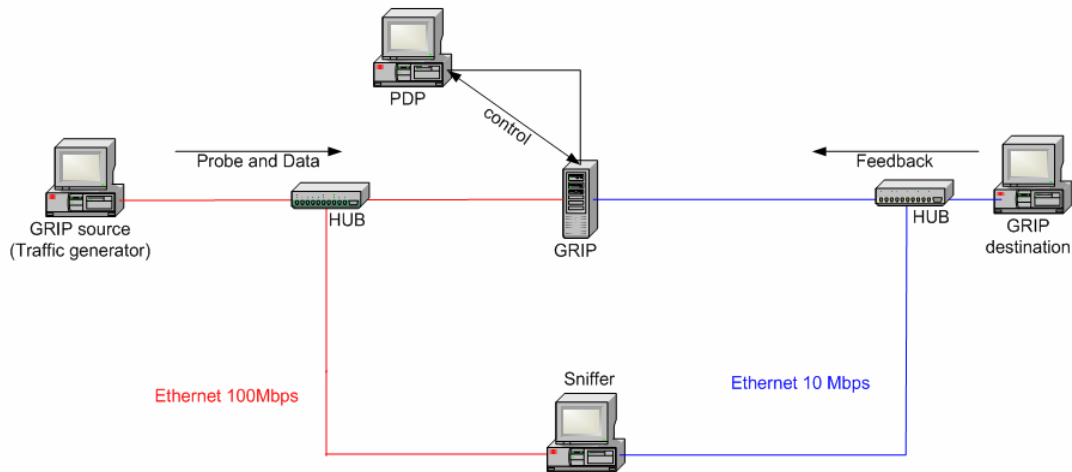 PDP
control
Probe and Data
Feedback
GRIP source
(Traffic generator)
HUB
GRIP
HUB
GRIP
destination
Ethernet 100Mbps
Sniffer
Ethernet 10 Mbps